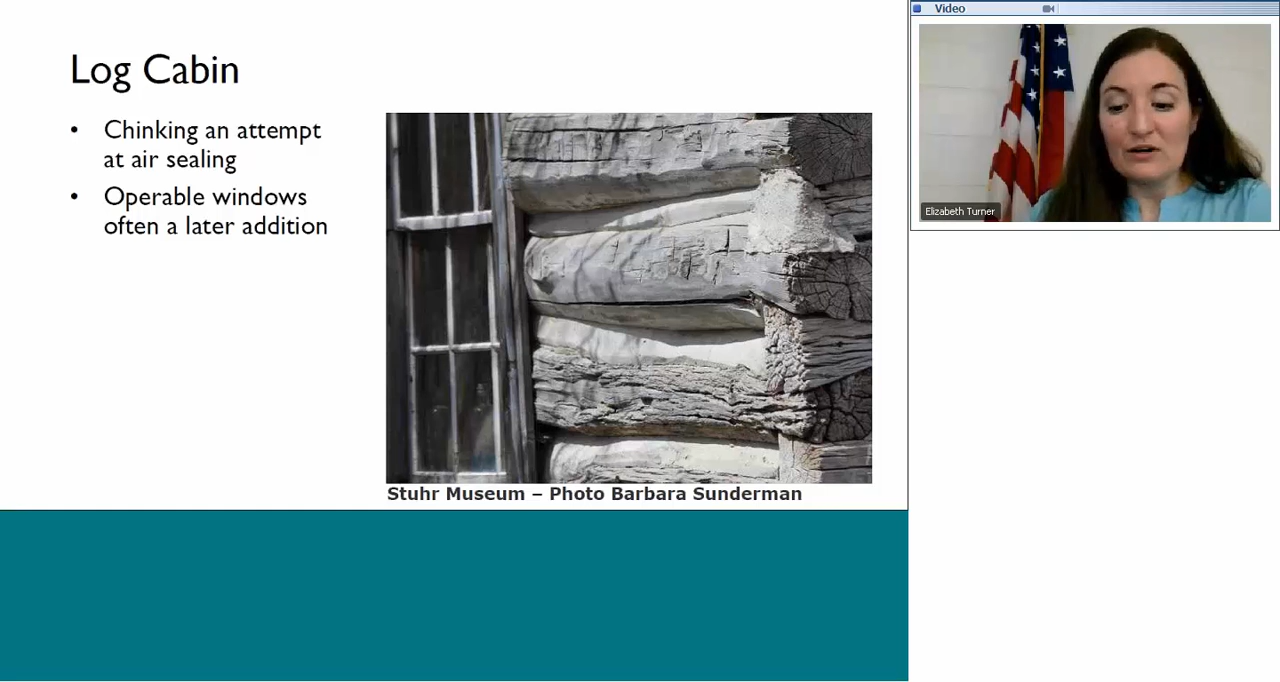 Video
Log Cabin
• Chinking an attempt
at air sealing
• Operable windows
often a later addition
Elizabeth Turner
Stuhr Museum – Photo Barbara Sunderman